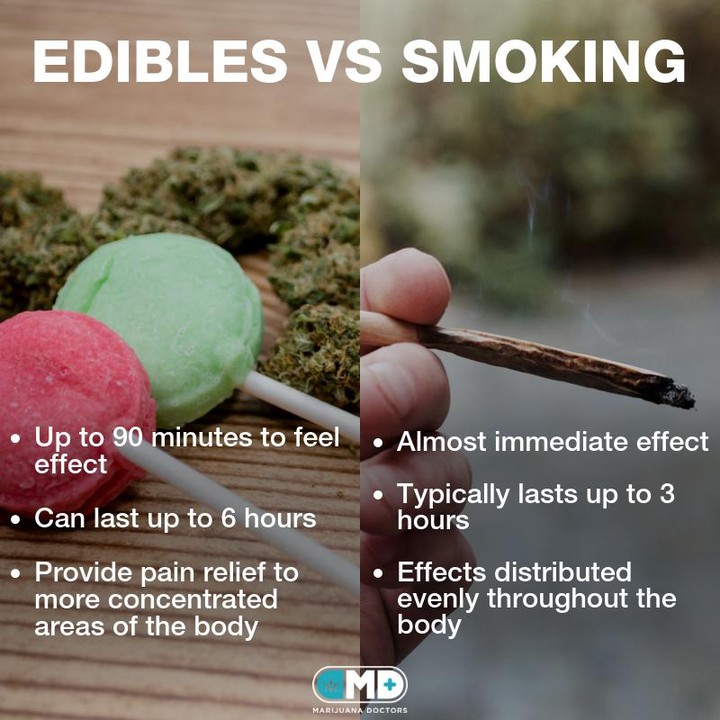 EDIBLES VS SMOKING
• Up to 90 minutes to feel
effect
• Can last up to 6 hours
• Provide pain relief to
more concentrated
areas of the body
• Almost immediate effect
• Typically lasts up to 3
hours
• Effects distributed
evenly throughout the
body
MD
MARIJUANA DOCTORS